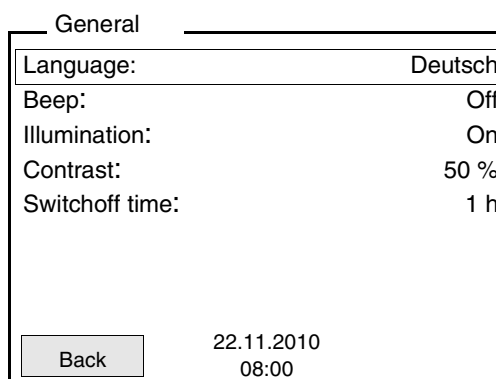 General
Language: Deutsch
Beep: Off
Illumination: On
Contrast: 50 %
Switchoff time: 1 h
22.11.2010
Back
08:00